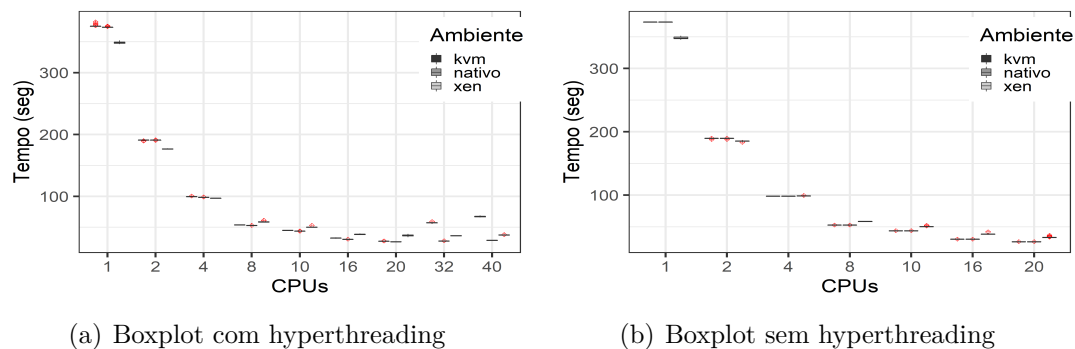 Ambiente
kvm
nativo
xen
Tempo (seg)
300
200
100
1 2 4 8 10 16 20 32 40
CPUs
(a) Boxplot com hyperthreading
Ambiente
kvm
nativo
xen
Tempo (seg)
300
200
100
1 2 4 8 10 16 20
CPUs
(b) Boxplot sem hyperthreading